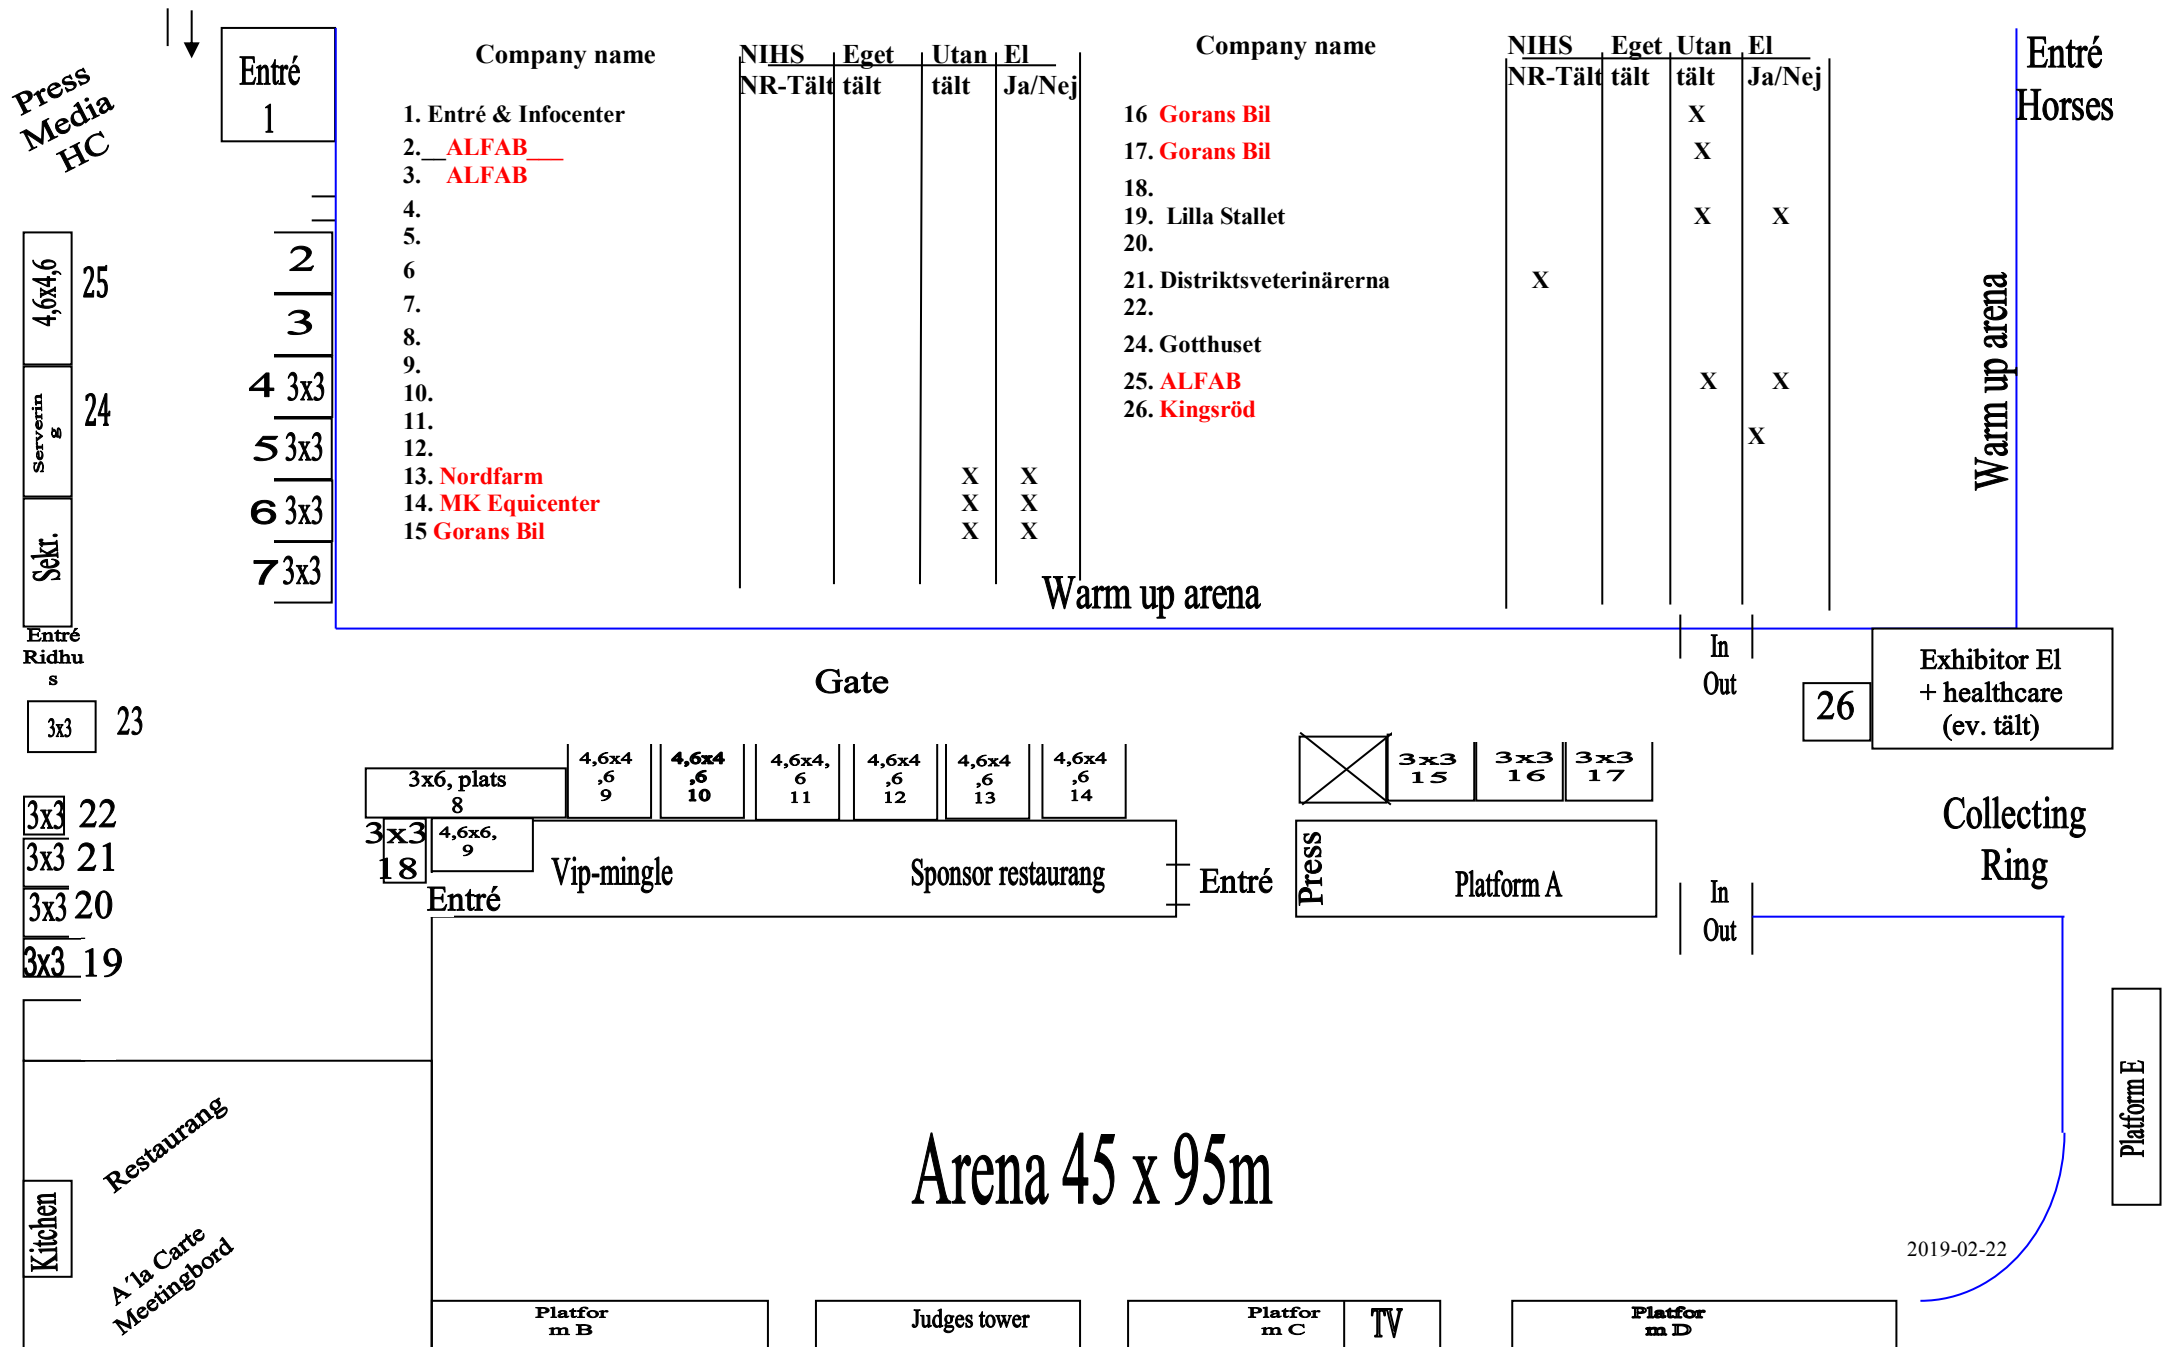 Press
Media
HC
Entré
1
Company name
NIHS Eget Utan El
NR-Tält tält tält Ja/Nej
1. Entré & Infocenter
2.__ALFAB___
3. ALFAB
4.
5.
6
7.
8.
9.
10.
11.
12.
13. Nordfarm X X
14. MK Equicenter X X
15 Gorans Bil X X
Company name
NIHS Eget Utan El
NR-Tält tält tält Ja/Nej
16 Gorans Bil X
17. Gorans Bil X
18.
19. Lilla Stallet X X
20.
21. Distriktsveterinärerna X
22.
24. Gotthuset
25. ALFAB X X
26. Kingsröd
X
Entré
Horses
Warm up arena
4,6x4,6
25
Serverin
g
24
Sekr.
2
3
4 3x3
5 3x3
6 3x3
7 3x3
Warm up arena
Entré
Ridhu
s
3x3
23
Gate
In
Out
26
Exhibitor El
+ healthcare
(ev. tält)
3x6, plats
8
4,6x4
,6
9
4,6x4
,6
10
4,6x4,
6
11
4,6x4
,6
12
4,6x4
,6
13
4,6x4
,6
14
3x3
15
3x3
16
3x3
17
3x3 22
3x3 21
3x3 20
3x3 19
3x3
18
4,6x6,
9
Entré
Vip-mingle
Sponsor restaurang
Entré
Press
Platform A
In
Out
Collecting
Ring
Restaurang
Kitchen
A´la Carte
Meetingbord
Arena 45 x 95m
Platform E
2019-02-22
Platfor
m B
Judges tower
Platfor
m C
TV
Platfor
m D